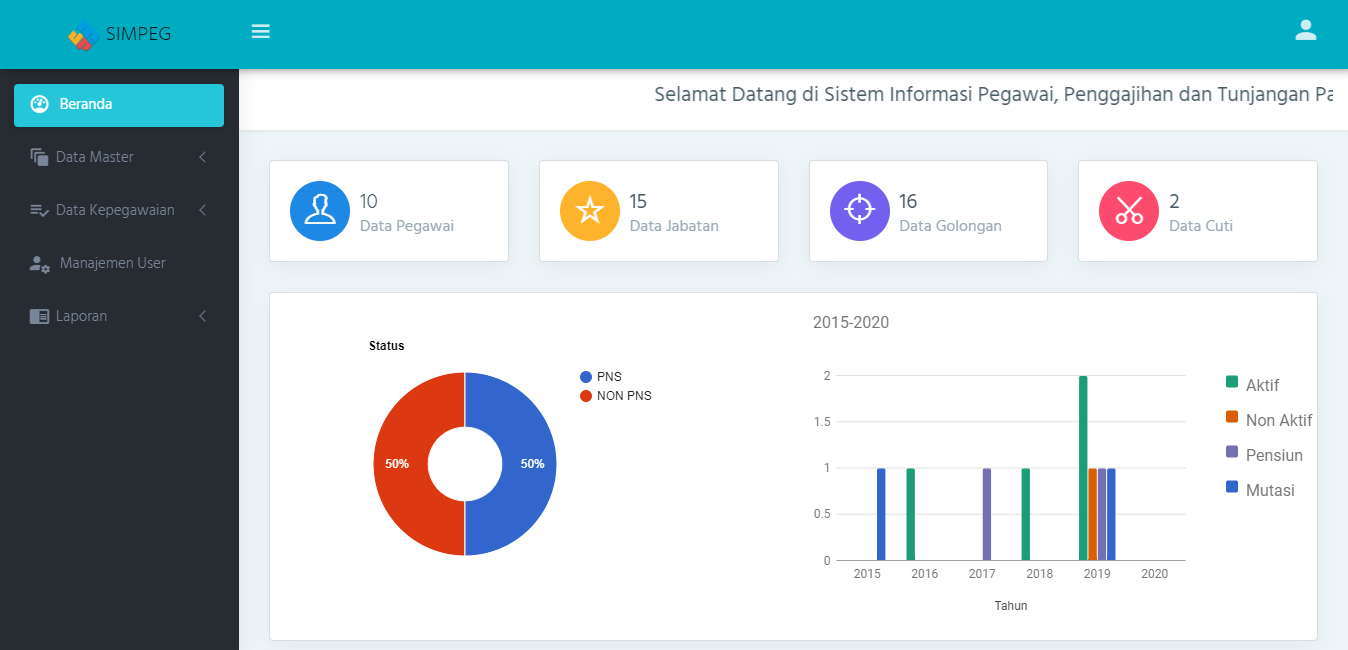 SIMPEG
Selamat Datang di Sistem Informasi Pegawai, Penggajihan dan Tunjangan Pa
Beranda
Data Master
Data Kepegawaian
Manajemen User
Laporan
10
Data Pegawai
15
Data Jabatan
16
Data Golongan
2
Data Cuti
Status
50%
50%
PNS
NON PNS
2015-2020
2
1.5
1
0.5
0
2015 2016 2017 2018 2019 2020
Tahun
Aktif
Non Aktif
Pensiun
Mutasi